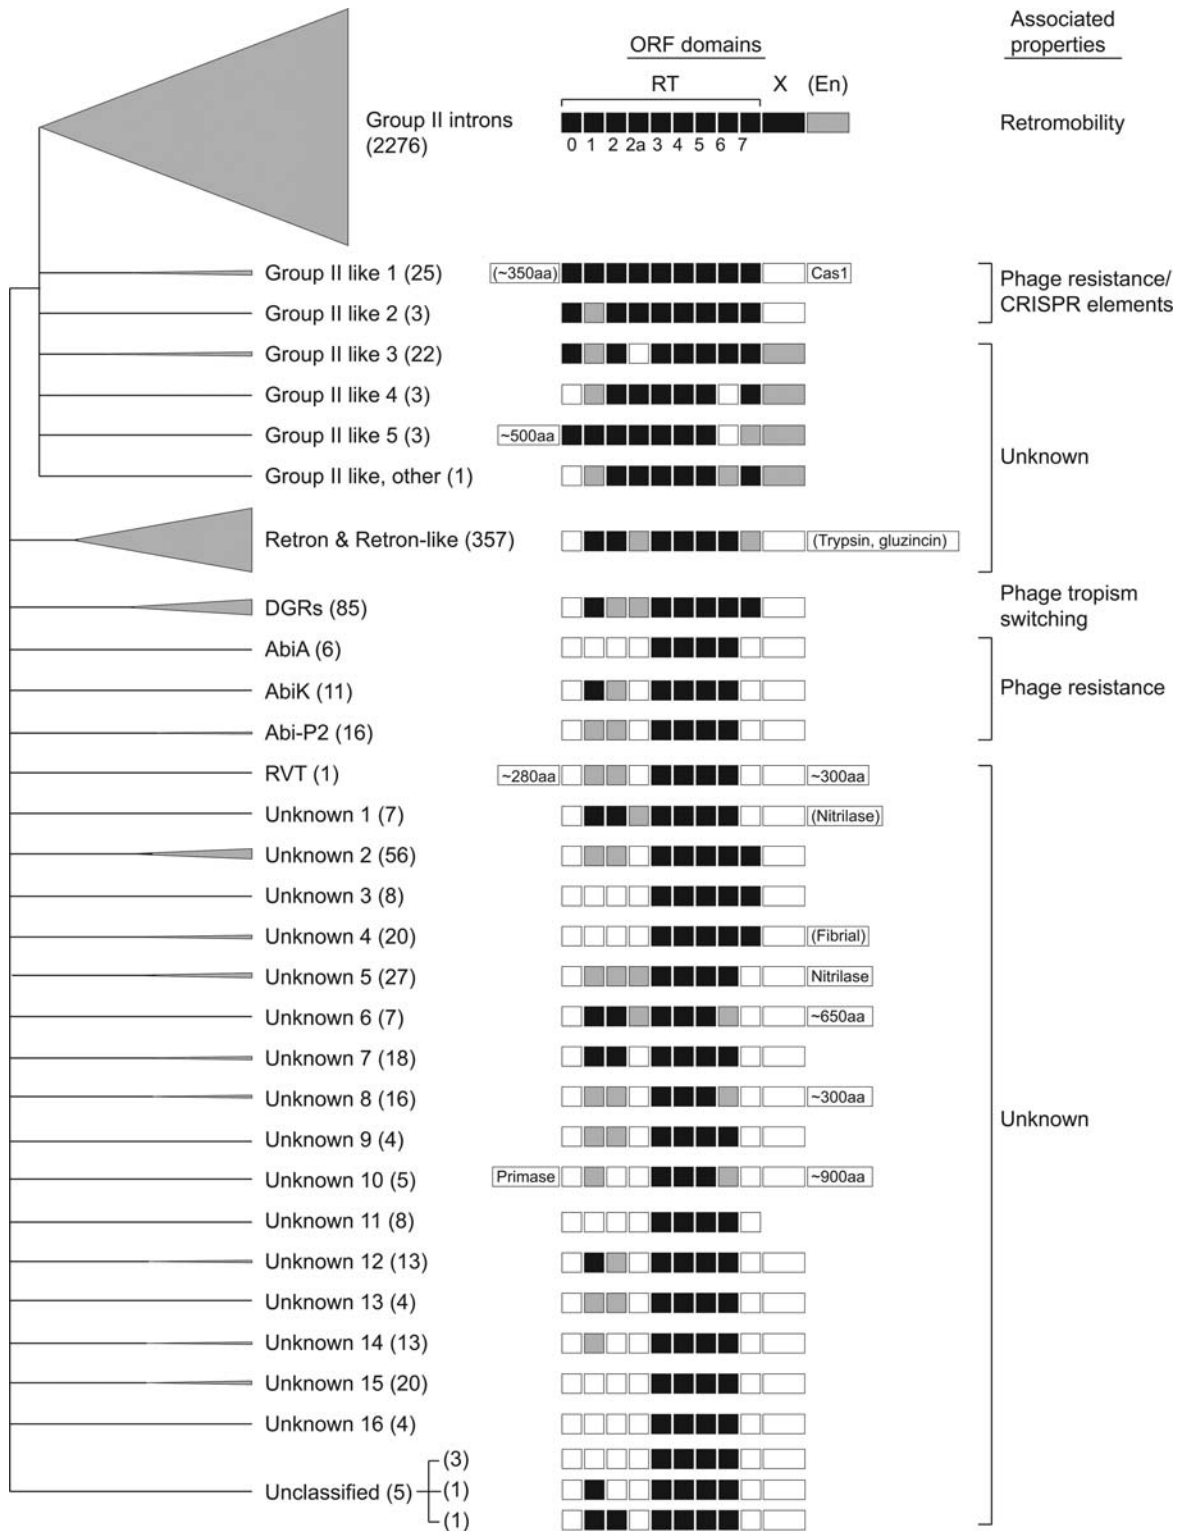 Associated
properties
ORF domains
RT X (En)
Group II introns
(2276)
0 1 2 2a 3 4 5 6 7
Retromobility
Group II like 1 (25) (~350aa) Cas1
Phage resistance/
CRISPR elements
Group II like 2 (3)
Group II like 3 (22)
Group II like 4 (3)
Group II like 5 (3) ~500aa
Unknown
Group II like, other (1)
Retron & Retron-like (357) (Trypsin, gluzincin)
DGRs (85)
Phage tropism
switching
AbiA (6)
AbiK (11)
Phage resistance
Abi-P2 (16)
RVT (1) ~280aa ~300aa
Unknown 1 (7) (Nitrilase)
Unknown 2 (56)
Unknown 3 (8)
Unknown 4 (20) (Fibrial)
Unknown 5 (27) Nitrilase
Unknown 6 (7) ~650aa
Unknown 7 (18)
Unknown 8 (16) ~300aa
Unknown
Unknown 9 (4)
Unknown 10 (5) Primase ~900aa
Unknown 11 (8)
Unknown 12 (13)
Unknown 13 (4)
Unknown 14 (13)
Unknown 15 (20)
Unknown 16 (4)
(3)
Unclassified (5) (1)
(1)